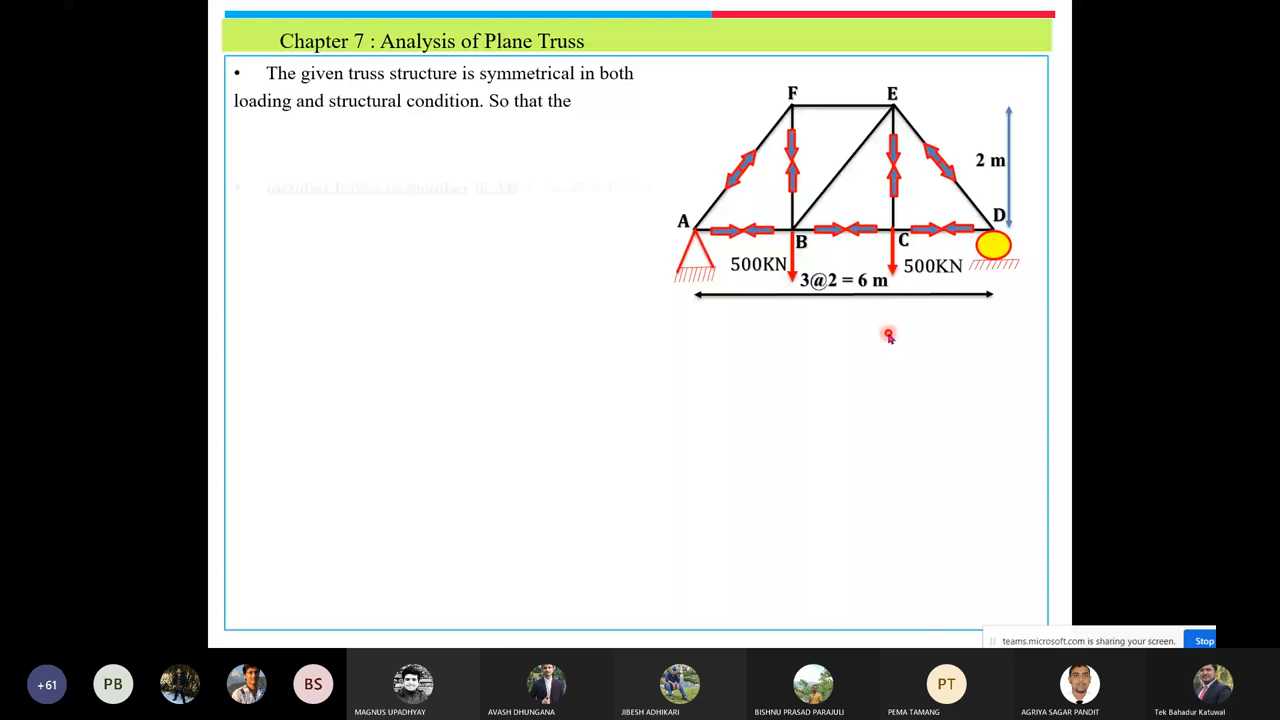 Chapter 7 : Analysis of Plane Truss
• The given truss structure is symmetrical in both
loading and structural condition. So that the
F
E
2 m
A
D
B
C
500KN
500KN
3@2 = 6 m
teams.microsoft.com is sharing your screen.
Stop
+61
PB
BS
PT
MAGNUS UPADHYAY
AVASH DHUNGANA
JIBESH ADHIKARI
BISHNU PRASAD PARAJULI
PEMA TAMANG
AGRIYA SAGAR PANDIT
Tek Bahadur Katuwal